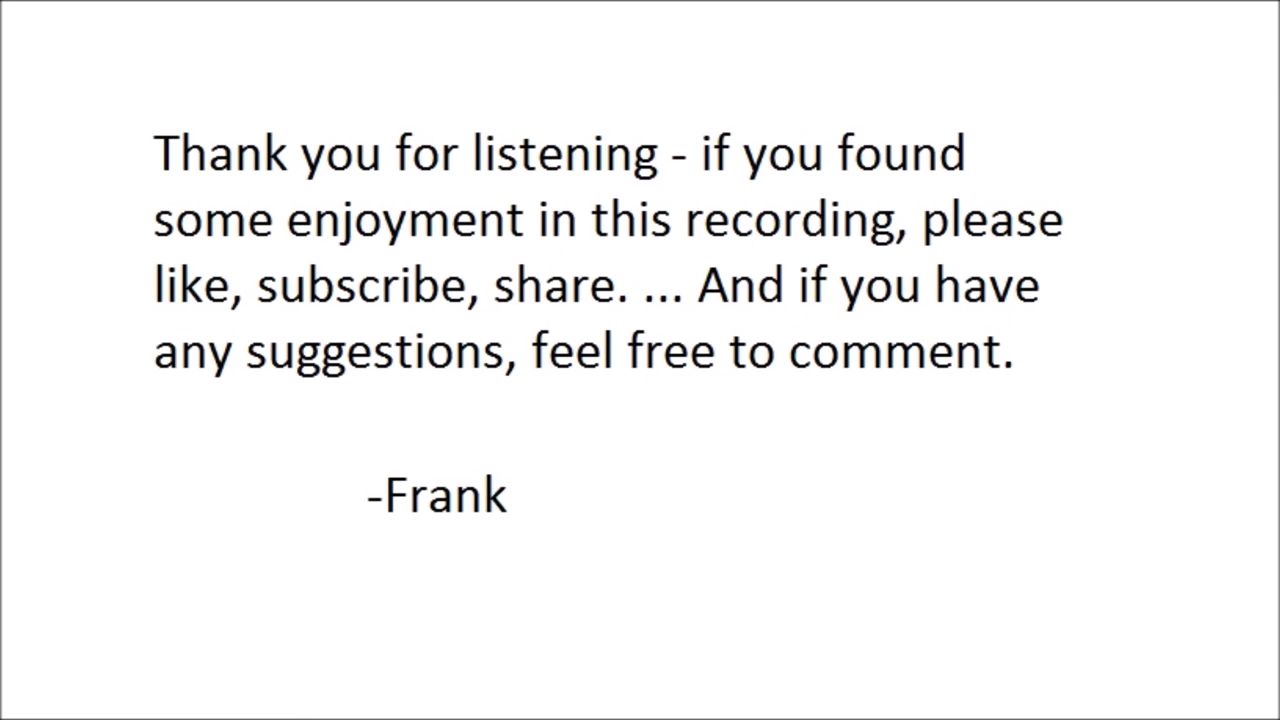 Thank you for listening - if you found
some enjoyment in this recording, please
like, subscribe, share. ... And if you have
any suggestions, feel free to comment.
-Frank